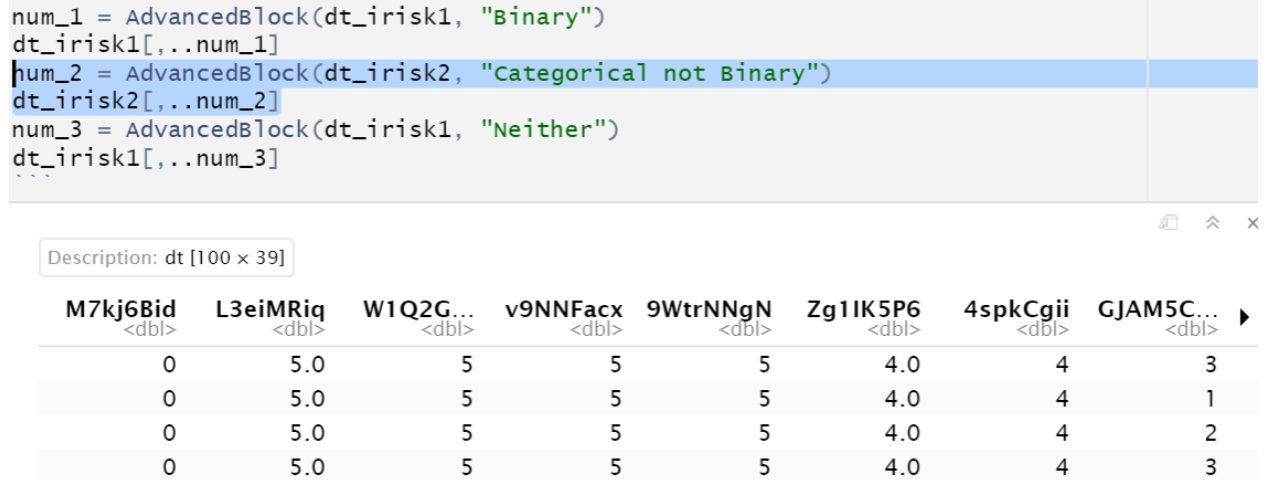 num_1 = AdvancedBlock(dt_irisk1, "Binary")
dt_irisk1[,..num_1]
num_2 = AdvancedBlock(dt_irisk2, "Categorical not Binary")
dt_irisk2[,..num_2]
num_3 = AdvancedBlock(dt_irisk1, "Neither")
dt_irisk1[,..num_3]
```
Description: dt [100 × 39]
M7kj6Bid L3eiMRiq W1Q2G... v9NNFacx 9WtrNNgN Zg1IK5P6 4spkCgii GJAM5C...
<dbl> <dbl> <dbl> <dbl> <dbl> <dbl> <dbl> <dbl>
0 5.0 5 5 5 4.0 4 3
0 5.0 5 5 5 4.0 4 1
0 5.0 5 5 5 4.0 4 2
0 5.0 5 5 5 4.0 4 3